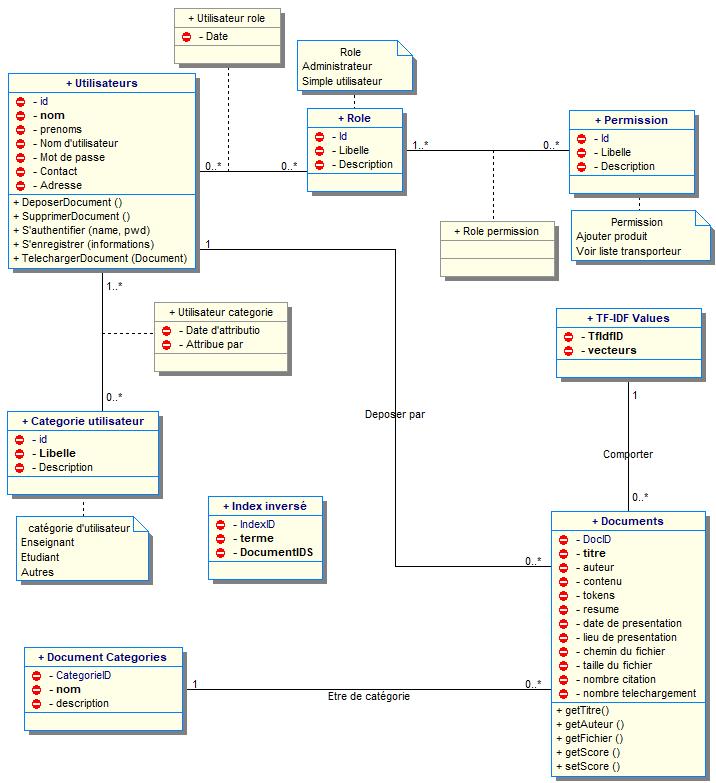 + Utilisateur role
- Date
Role
Administrateur
Simple utilisateur
+ Utilisateurs
- id
- nom
- prenoms
- Nom d'utilisateur
- Mot de passe
- Contact
- Adresse
+ DeposerDocument ()
+ SupprimerDocument ()
+ S'authentifier (name, pwd)
+ S'enregistrer (informations)
+ TelechargerDocument (Document)
0..*
0..*
+ Role
- Id
- Libelle
- Description
1..*
0..*
+ Permission
- Id
- Libelle
- Description
Permission
Ajouter produit
Voir liste transporteur
+ Role permission
1
1..*
+ Utilisateur categorie
- Date d'attributio
- Attribue par
0..*
+ TF-IDF Values
- TfIdfID
- vecteurs
1
Comporter
0..*
Deposer par
0..*
+ Categorie utilisateur
- id
- Libelle
- Description
catégorie d'utilisateur
Enseignant
Etudiant
Autres
+ Index inversé
- IndexID
- terme
- DocumentIDS
+ Documents
- DocID
- titre
- auteur
- contenu
- tokens
- resume
- date de presentation
- lieu de presentation
- chemin du fichier
- taille du fichier
- nombre citation
- nombre telechargement
+ getTitre()
+ getAuteur ()
+ getFichier ()
+ getScore ()
+ setScore ()
+ Document Categories
- CategorieID
- nom
- description
1
Etre de catégorie
0..*